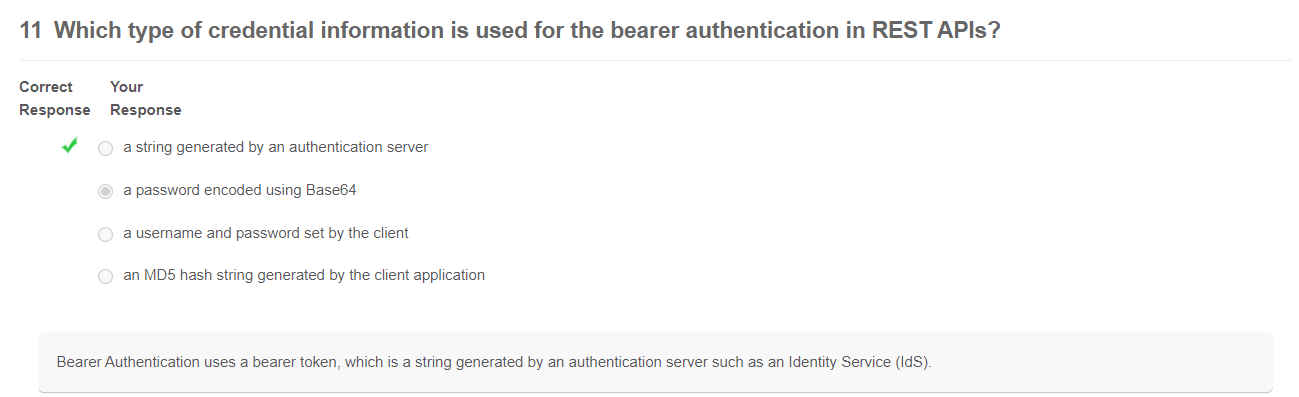 11 Which type of credential information is used for the bearer authentication in REST APIs?
Correct Response
Your Response
a string generated by an authentication server
a password encoded using Base64
a username and password set by the client
an MD5 hash string generated by the client application
Bearer Authentication uses a bearer token, which is a string generated by an authentication server such as an Identity Service (IdS).